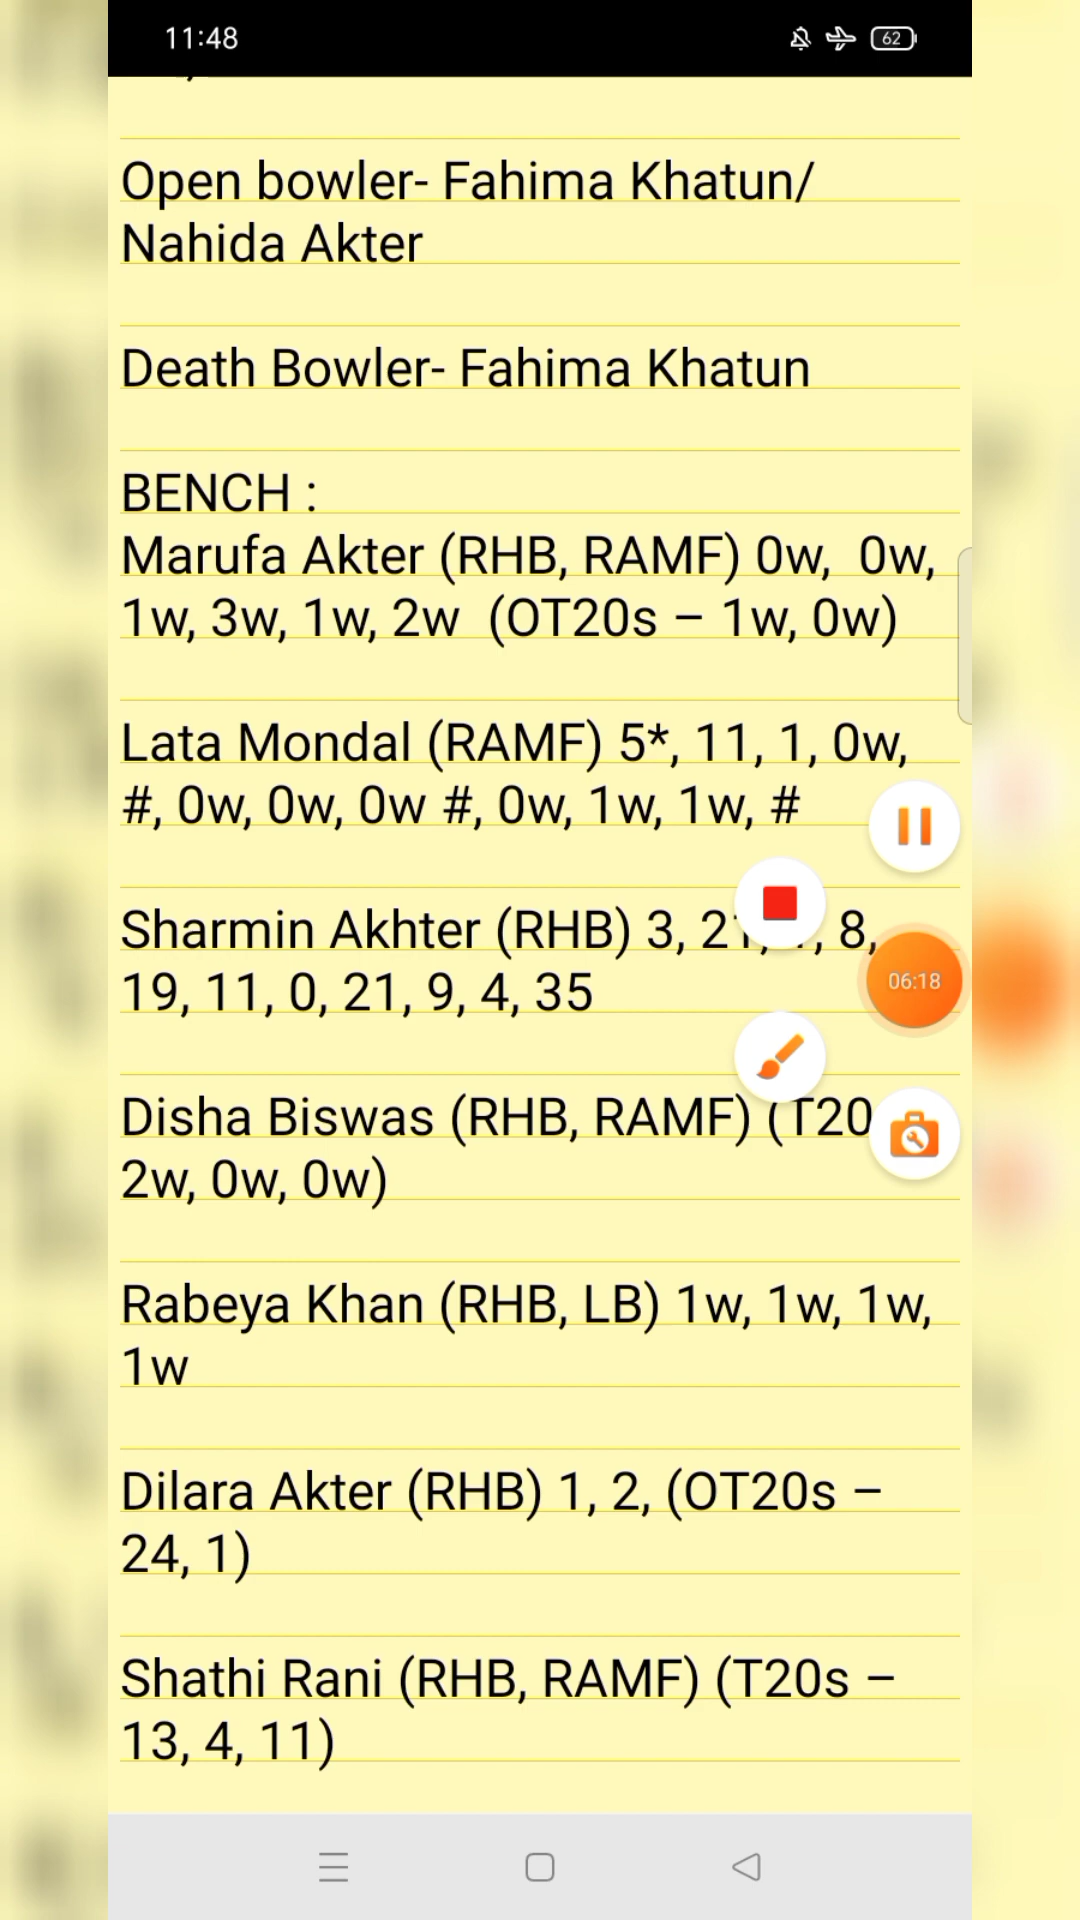 11:48
62
Open bowler- Fahima Khatun/
Nahida Akter
Death Bowler- Fahima Khatun
BENCH :
Marufa Akter (RHB, RAMF) 0w,  0w,
1w, 3w, 1w, 2w  (OT20s – 1w, 0w)
Lata Mondal (RAMF) 5*, 11, 1, 0w,
#, 0w, 0w, 0w #, 0w, 1w, 1w, #
Sharmin Akhter (RHB) 3, 8,
06:18
19, 11, 0, 21, 9, 4, 35
Disha Biswas (RHB, RAMF) (T20
2w, 0w, 0w)
Rabeya Khan (RHB, LB) 1w, 1w, 1w,
1w
Dilara Akter (RHB) 1, 2, (OT20s –
24, 1)
Shathi Rani (RHB, RAMF) (T20s –
13, 4, 11)